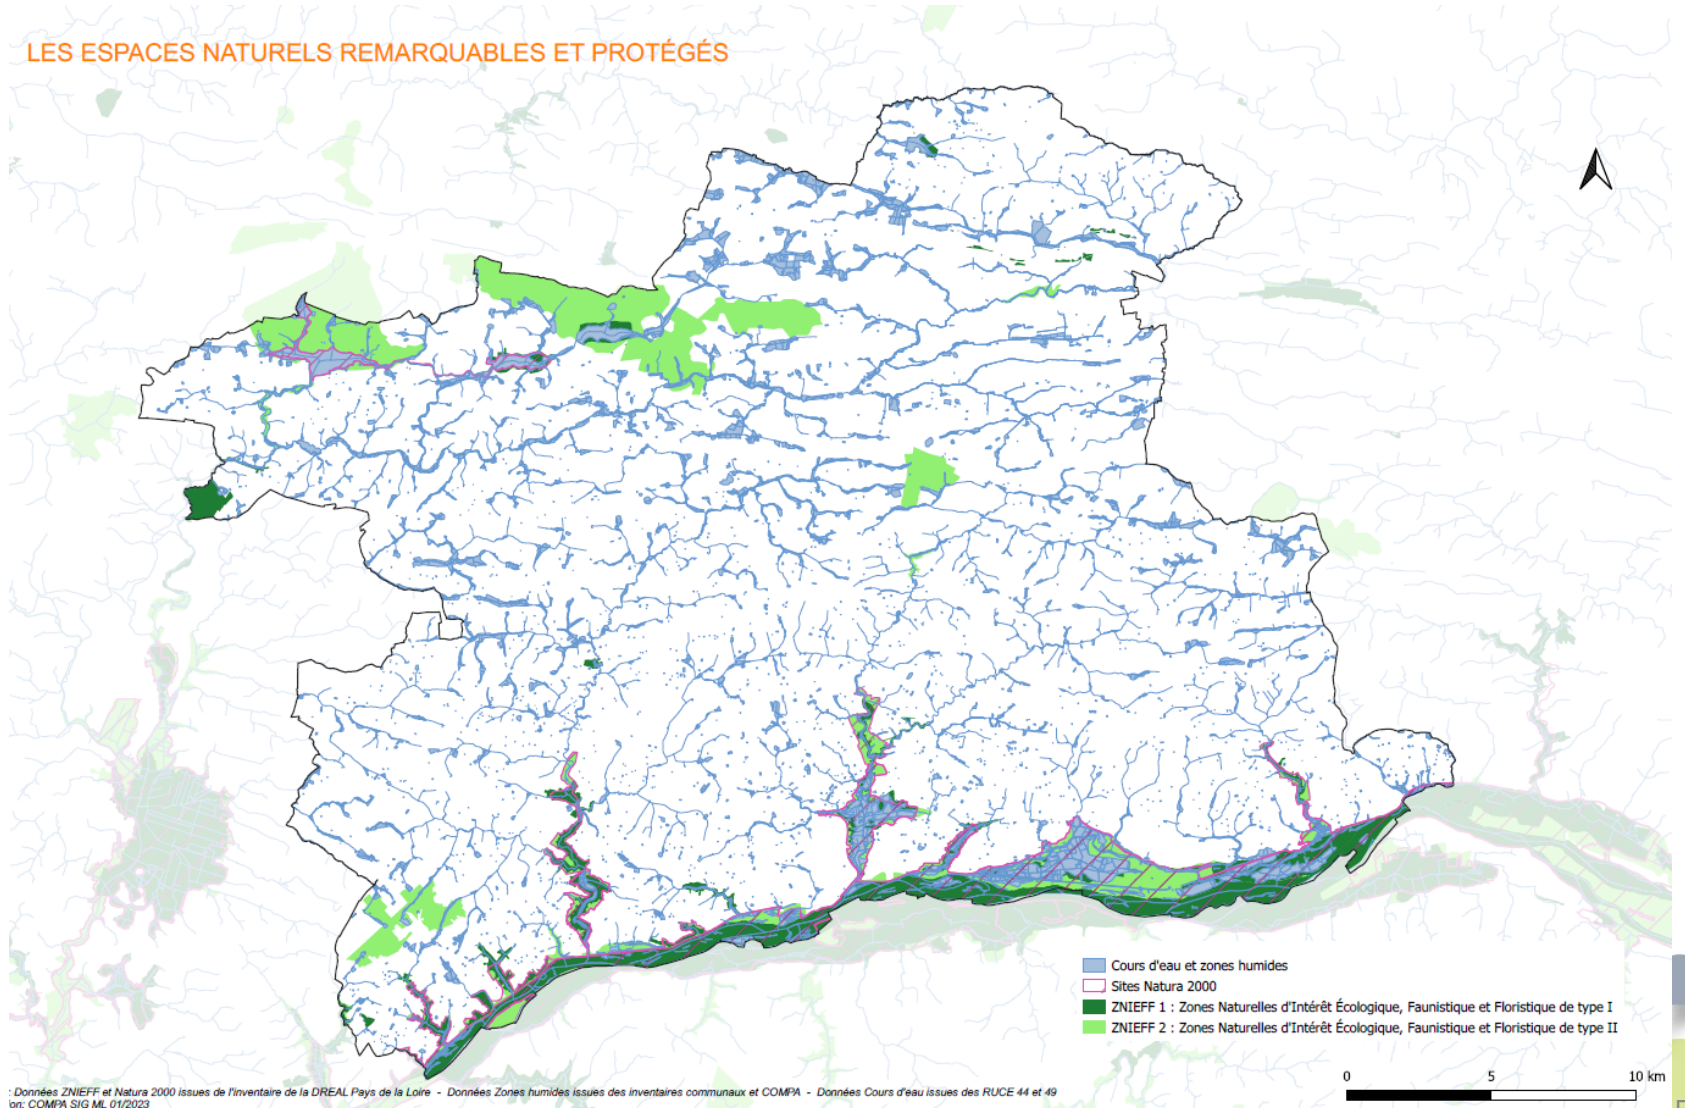 LES ESPACES NATURELS REMARQUABLES ET PROTÉGÉS
Cours d'eau et zones humides
Sites Natura 2000
ZNIEFF 1 : Zones Naturelles d'Intérêt Écologique, Faunistique et Floristique de type I
ZNIEFF 2 : Zones Naturelles d'Intérêt Écologique, Faunistique et Floristique de type II
0 5 10 km
: Données ZNIEFF et Natura 2000 issues de l'inventaire de la DREAL Pays de la Loire - Données Zones humides issues des inventaires communaux et COMPA - Données Cours d'eau issues des RUCE 44 et 49
ion: COMPA SIG ML 01/2023